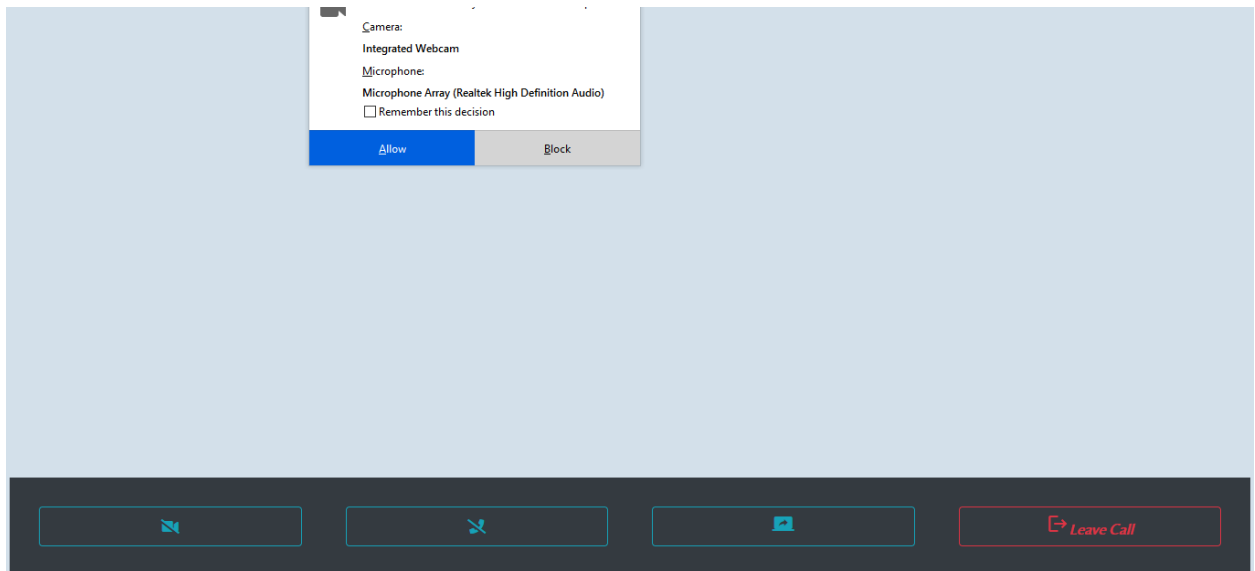 Camera:
Integrated Webcam
Microphone:
Microphone Array (Realtek High Definition Audio)
Remember this decision
Allow
Block
Leave Call